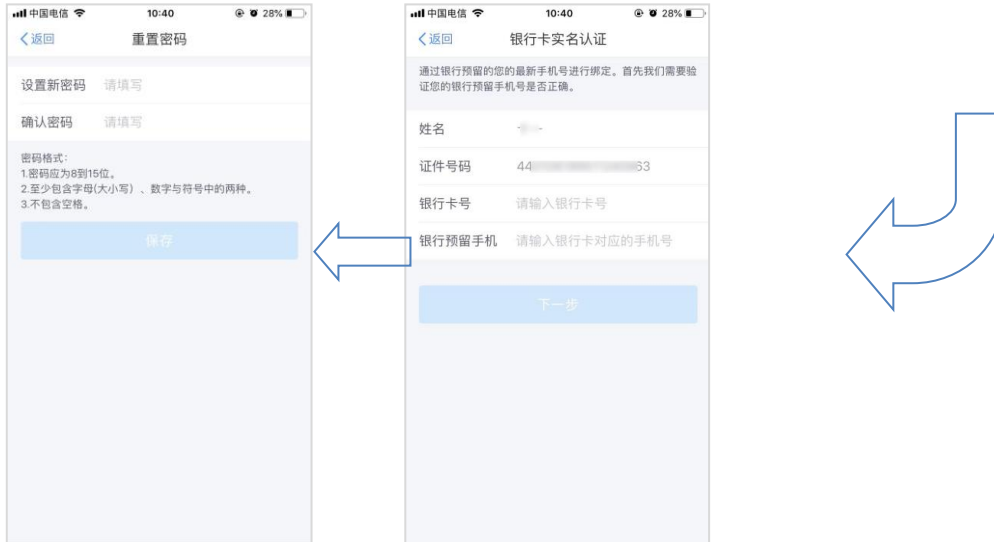 中国电信 10:40 28%
返回 重置密码
设置新密码 请填写
确认密码 请填写
密码格式：
1.密码应为8到15位。
2.至少包含字母(大小写）、数字与符号中的两种。
3.不包含空格。
保存
中国电信 10:40 28%
返回 银行卡实名认证
通过银行预留的您的最新手机号进行绑定。首先我们需要验
证您的银行预留手机号是否正确。
姓名
证件号码 44 63
银行卡号 请输入银行卡号
银行预留手机 请输入银行卡对应的手机号
下一步